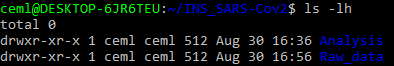 ceml@DESKTOP-6JR6TEU:~/INS_SARS-Cov2$ ls -lh
total 0
drwxr-xr-x 1 ceml ceml 512 Aug 30 16:36 Analysis
drwxr-xr-x 1 ceml ceml 512 Aug 30 16:56 Raw_data